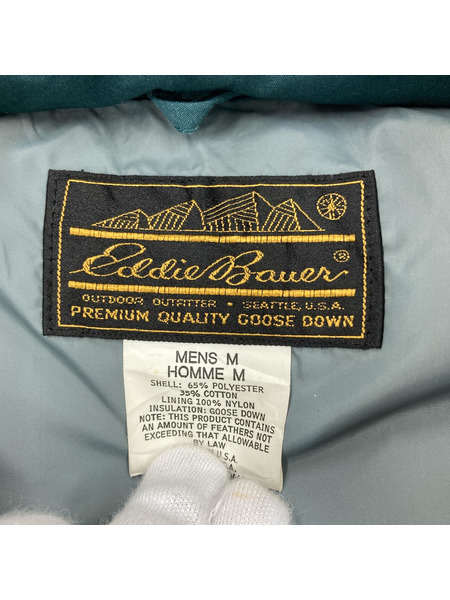 Eddie Bauer®
OUTDOOR OUTFITTER • SEATTLE, U.S.A.
PREMIUM QUALITY GOOSE DOWN
MENS M
HOMME M
SHELL: 65% POLYESTER
35% COTTON
LINING 100% NYLON
INSULATION: GOOSE DOWN
NOTE: THIS PRODUCT CONTAINS
AN AMOUNT OF FEATHERS NOT
EXCEEDING THAT ALLOWABLE
BY LAW
U.S.A.